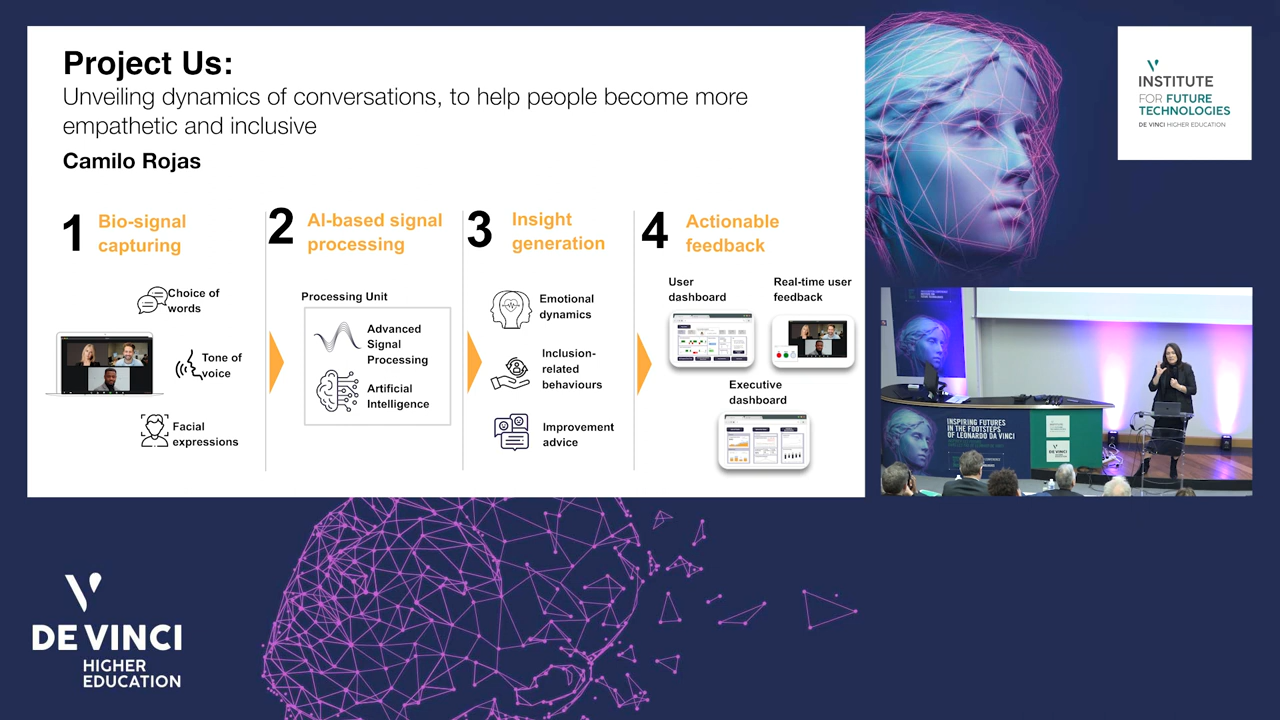 Project Us:
Unveiling dynamics of conversations, to help people become more
empathetic and inclusive
Camilo Rojas
1 Bio-signal
capturing
Choice of
words
Tone of
voice
Facial
expressions
2 AI-based signal
processing
Processing Unit
Advanced
Signal
Processing
Artificial
Intelligence
3 Insight
generation
Emotional
dynamics
Inclusion-
related
behaviours
Improvement
advice
4 Actionable
feedback
User
dashboard
Real-time user
feedback
Executive
dashboard
INSTITUTE
FOR FUTURE
TECHNOLOGIES
DE VINCI HIGHER EDUCATION
INSPIRING FUTURES
IN THE FOOTSTEPS
OF LEONARDO DA VINCI
DE VINCI
DE VINCI
HIGHER
EDUCATION